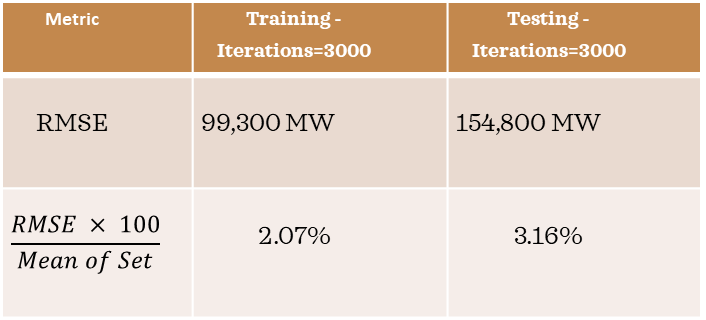 Metric
Training -
Iterations=3000
Testing -
Iterations=3000
RMSE
99,300 MW
154,800 MW
RMSE × 100
Mean of Set
2.07%
3.16%